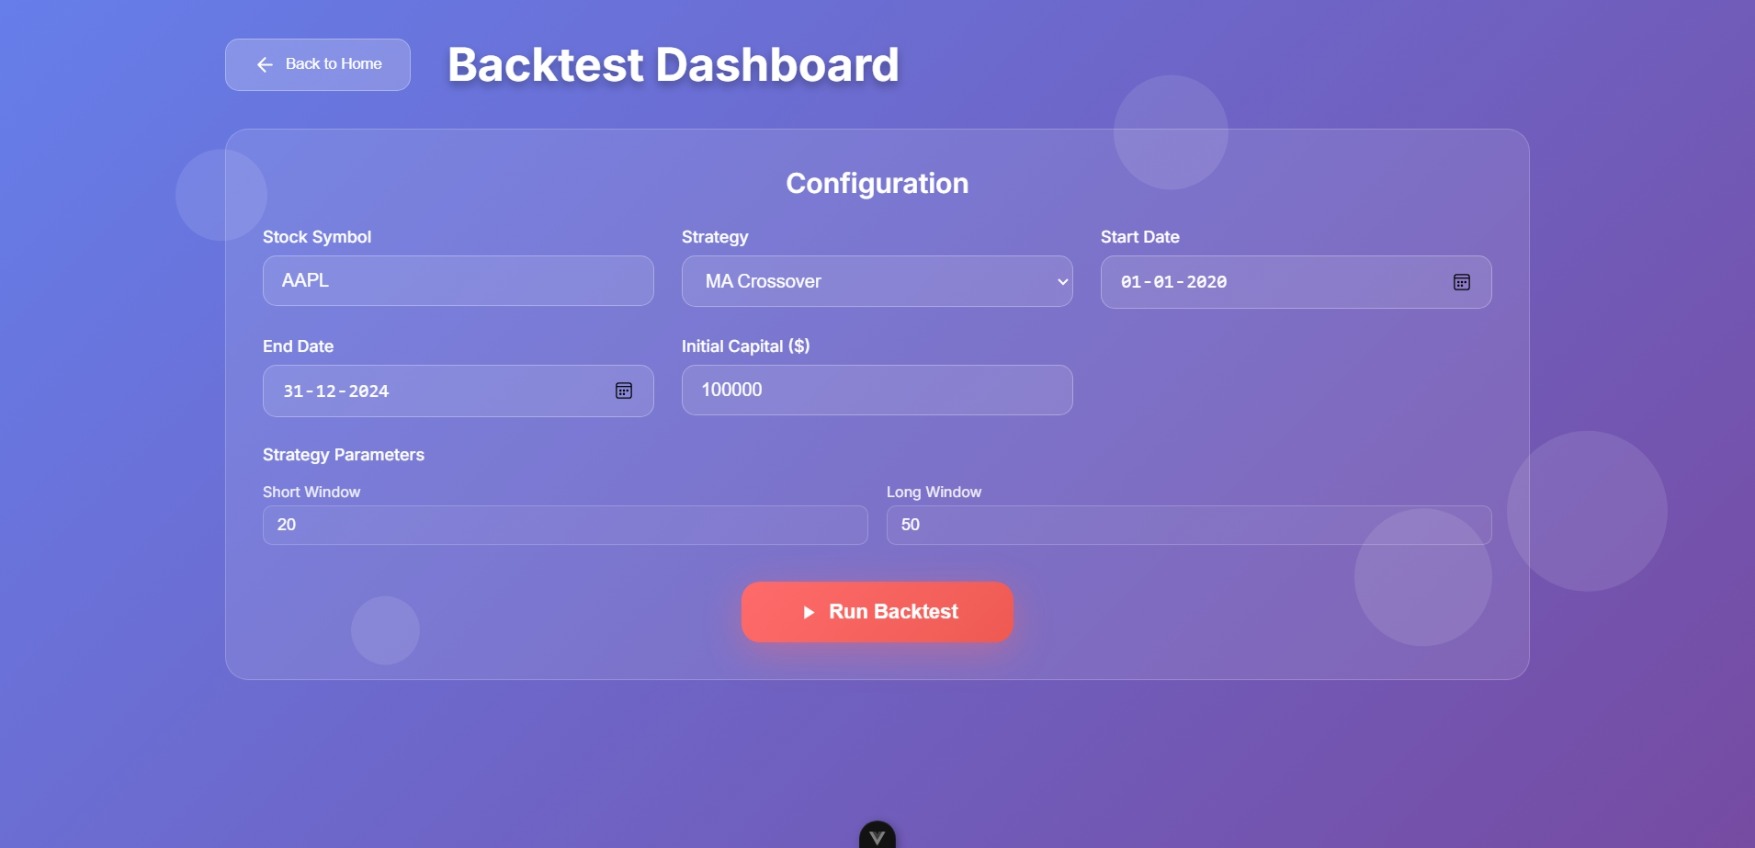 Back to Home
Backtest Dashboard
Configuration
Stock Symbol
Strategy
Start Date
AAPL
MA Crossover
01-01-2020
End Date
Initial Capital ($)
31-12-2024
100000
Strategy Parameters
Short Window
Long Window
20
50
Run Backtest